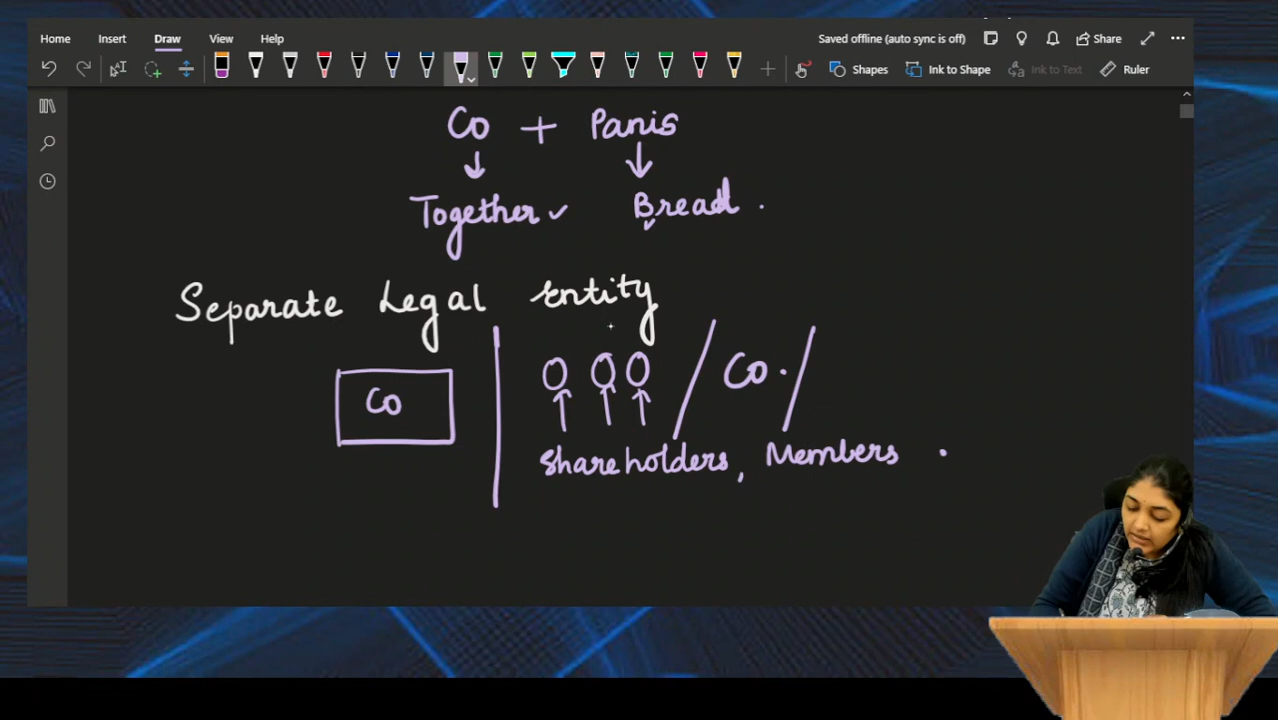 Home Insert Draw View Help Saved offline (auto sync is off) Share
Shapes Ink to Shape Ink to Text Ruler
Co + Panis
Together ✓ Bread .
Separate Legal entity
Co
O O O / Co. /
Shareholders, Members .